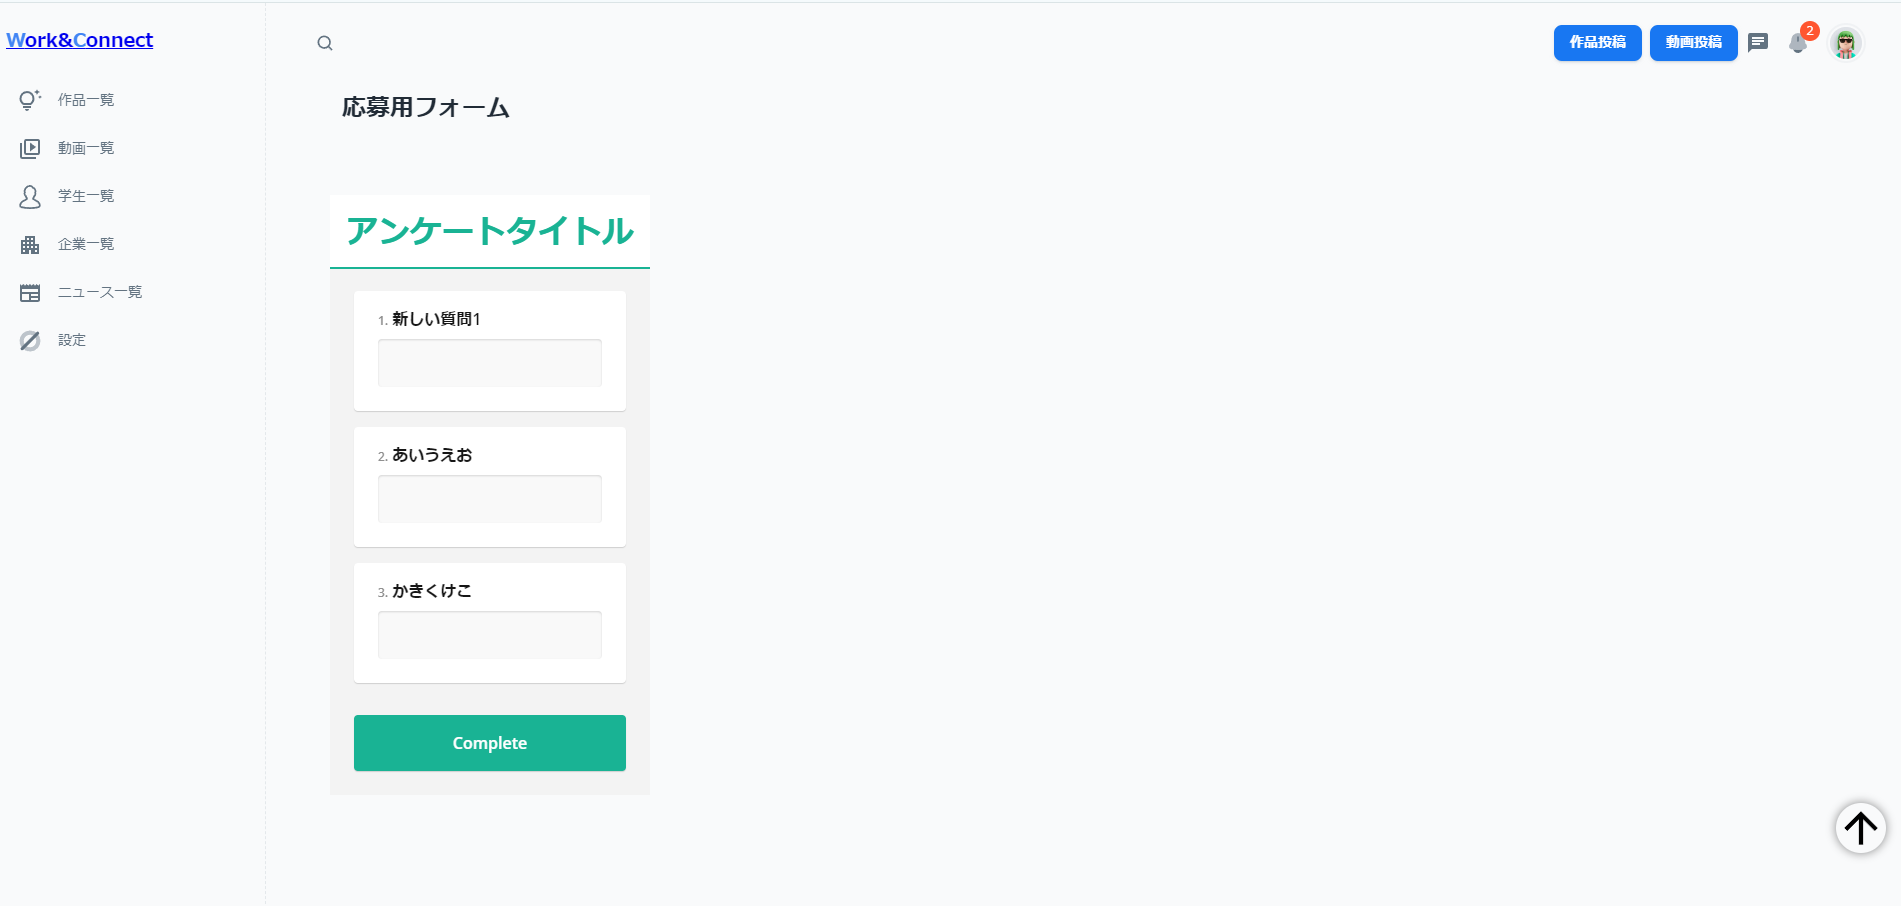 Work&Connect
作品投稿
動画投稿
2
作品一覧
動画一覧
学生一覧
企業一覧
ニュース一覧
設定
応募用フォーム
アンケートタイトル
1. 新しい質問1
2. あいうえお
3. かきくけこ
Complete